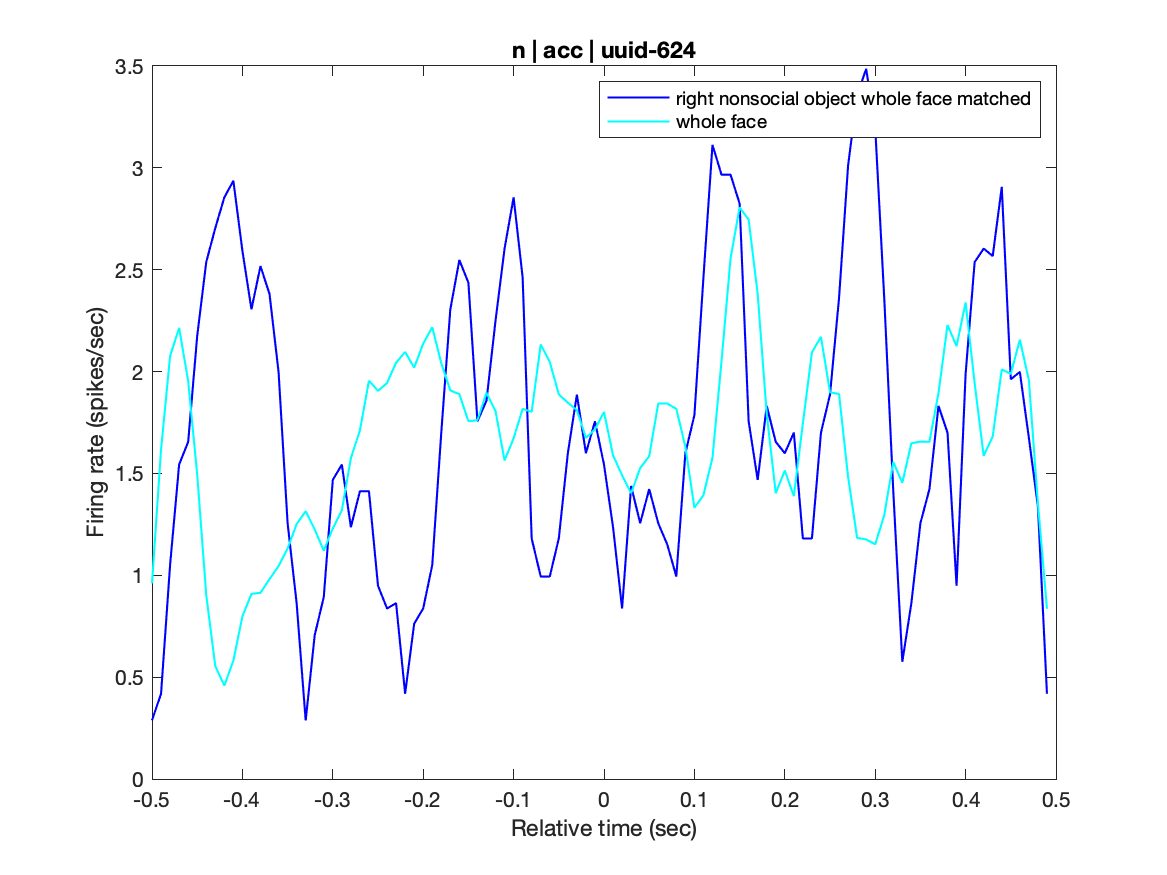 n | acc | uuid-624
3.5
3
2.5
2
1.5
1
0.5
0
Firing rate (spikes/sec)
right nonsocial object whole face matched
whole face
-0.5 -0.4 -0.3 -0.2 -0.1 0 0.1 0.2 0.3 0.4 0.5
Relative time (sec)